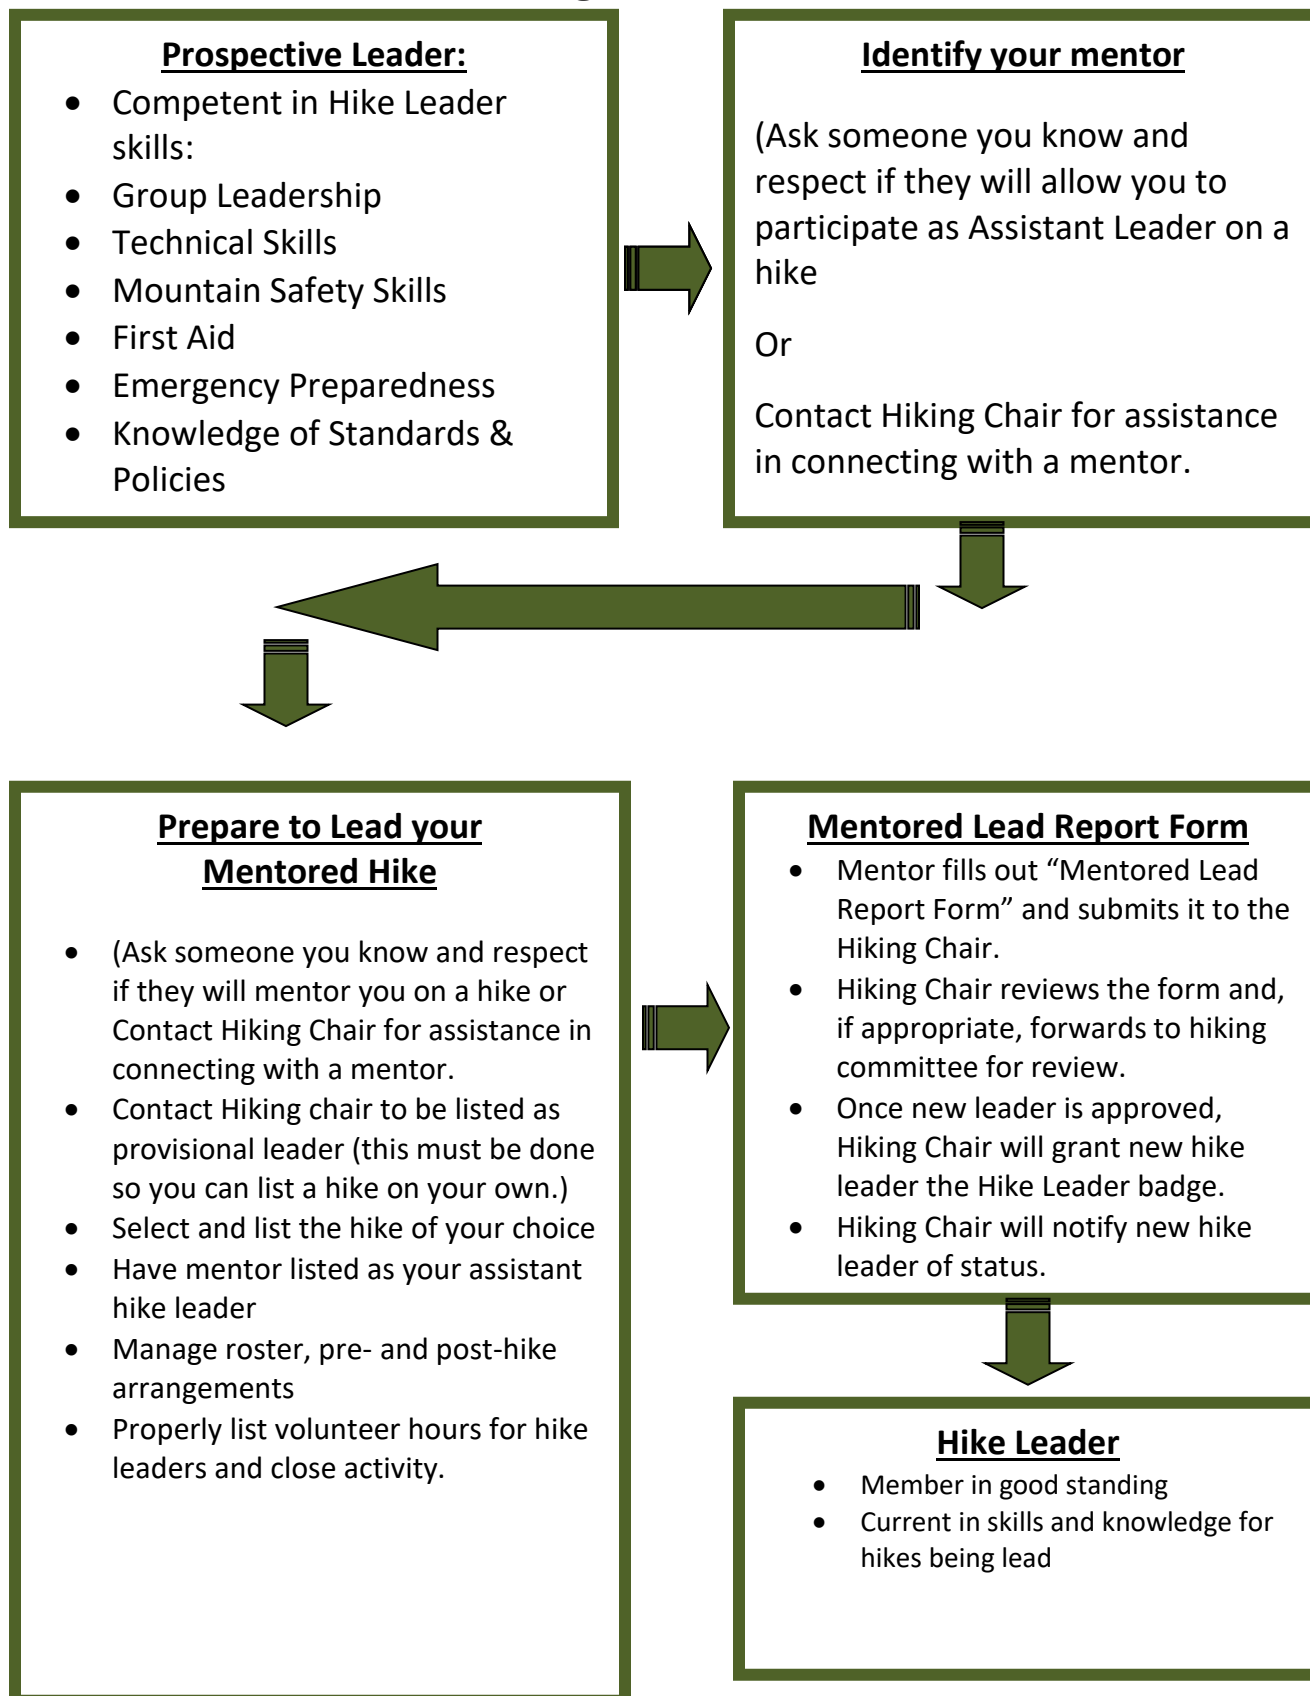 Prospective Leader:
• Competent in Hike Leader
skills:
• Group Leadership
• Technical Skills
• Mountain Safety Skills
• First Aid
• Emergency Preparedness
• Knowledge of Standards &
Policies
Identify your mentor
(Ask someone you know and
respect if they will allow you to
participate as Assistant Leader on a
hike
Or
Contact Hiking Chair for assistance
in connecting with a mentor.
Prepare to Lead your
Mentored Hike
• (Ask someone you know and respect
if they will mentor you on a hike or
Contact Hiking Chair for assistance in
connecting with a mentor.
• Contact Hiking chair to be listed as
provisional leader (this must be done
so you can list a hike on your own.)
• Select and list the hike of your choice
• Have mentor listed as your assistant
hike leader
• Manage roster, pre- and post-hike
arrangements
• Properly list volunteer hours for hike
leaders and close activity.
Mentored Lead Report Form
• Mentor fills out “Mentored Lead
Report Form” and submits it to the
Hiking Chair.
• Hiking Chair reviews the form and,
if appropriate, forwards to hiking
committee for review.
• Once new leader is approved,
Hiking Chair will grant new hike
leader the Hike Leader badge.
• Hiking Chair will notify new hike
leader of status.
Hike Leader
• Member in good standing
• Current in skills and knowledge for
hikes being lead